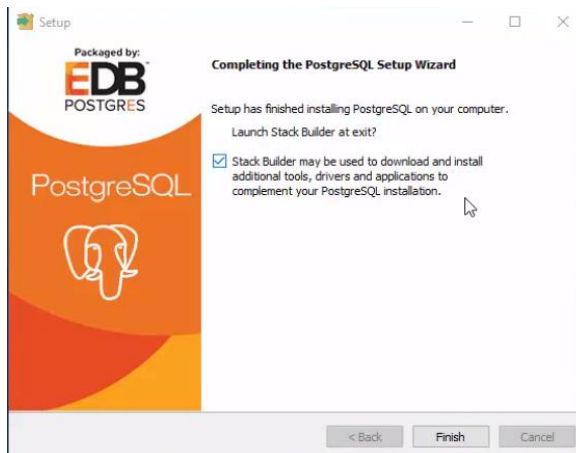 Setup
Packaged by:
EDB
POSTGRES
PostgreSQL
Completing the PostgreSQL Setup Wizard
Setup has finished installing PostgreSQL on your computer.
Launch Stack Builder at exit?
Stack Builder may be used to download and install
additional tools, drivers and applications to
complement your PostgreSQL installation.
< Back
Finish
Cancel